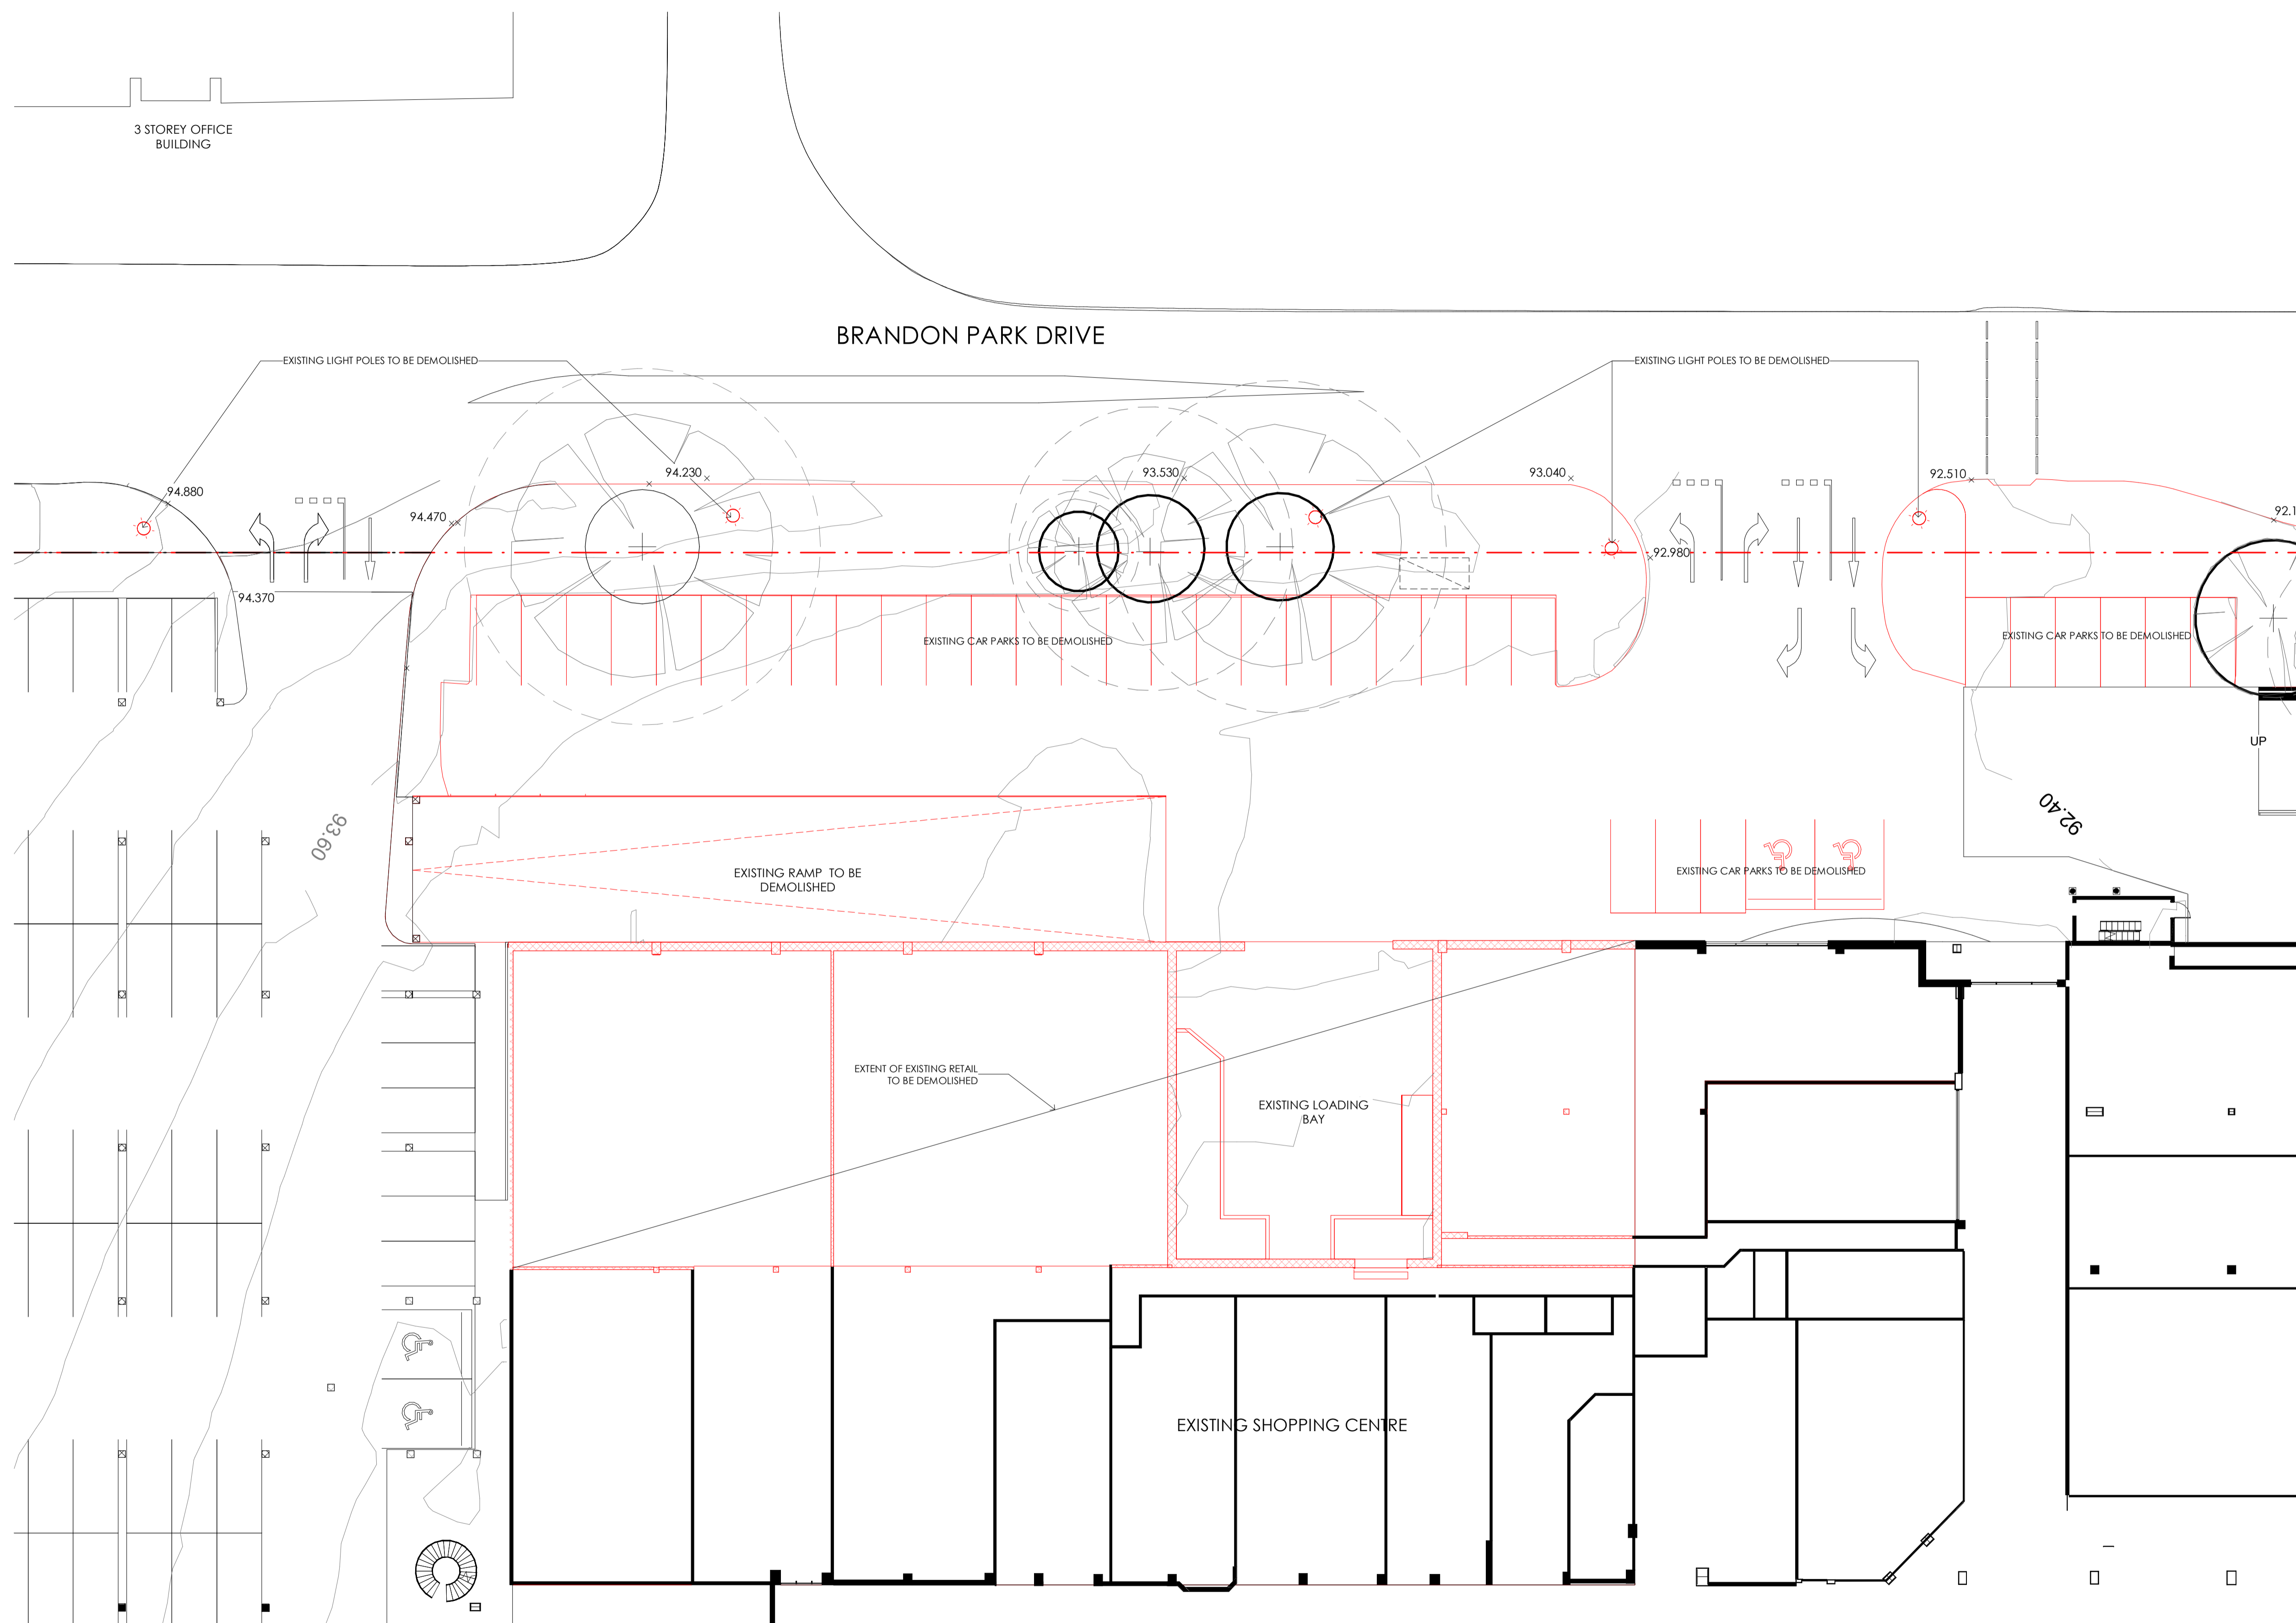 3 STOREY OFFICE
BUILDING
BRANDON PARK DRIVE
EXISTING LIGHT POLES TO BE DEMOLISHED
EXISTING LIGHT POLES TO BE DEMOLISHED
94.880
94.230
93.530
93.040
92.510
94.470
92.1
92.980
94.370
EXISTING CAR PARKS TO BE DEMOLISHED
EXISTING CAR PARKS TO BE DEMOLISHED
UP
93.60
92.40
EXISTING RAMP TO BE
DEMOLISHED
EXISTING CAR PARKS TO BE DEMOLISHED
EXTENT OF EXISTING RETAIL
TO BE DEMOLISHED
EXISTING LOADING
BAY
EXISTING SHOPPING CENTRE